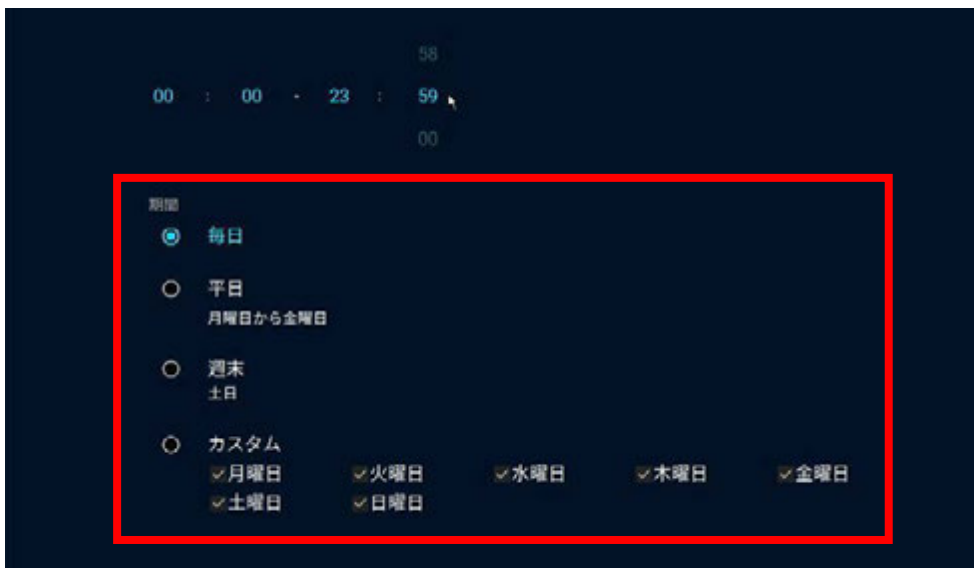 58
00 : 00 - 23 : 59
00
期間
毎日
平日
月曜日から金曜日
週末
土日
カスタム
月曜日 火曜日 水曜日 木曜日 金曜日
土曜日 日曜日